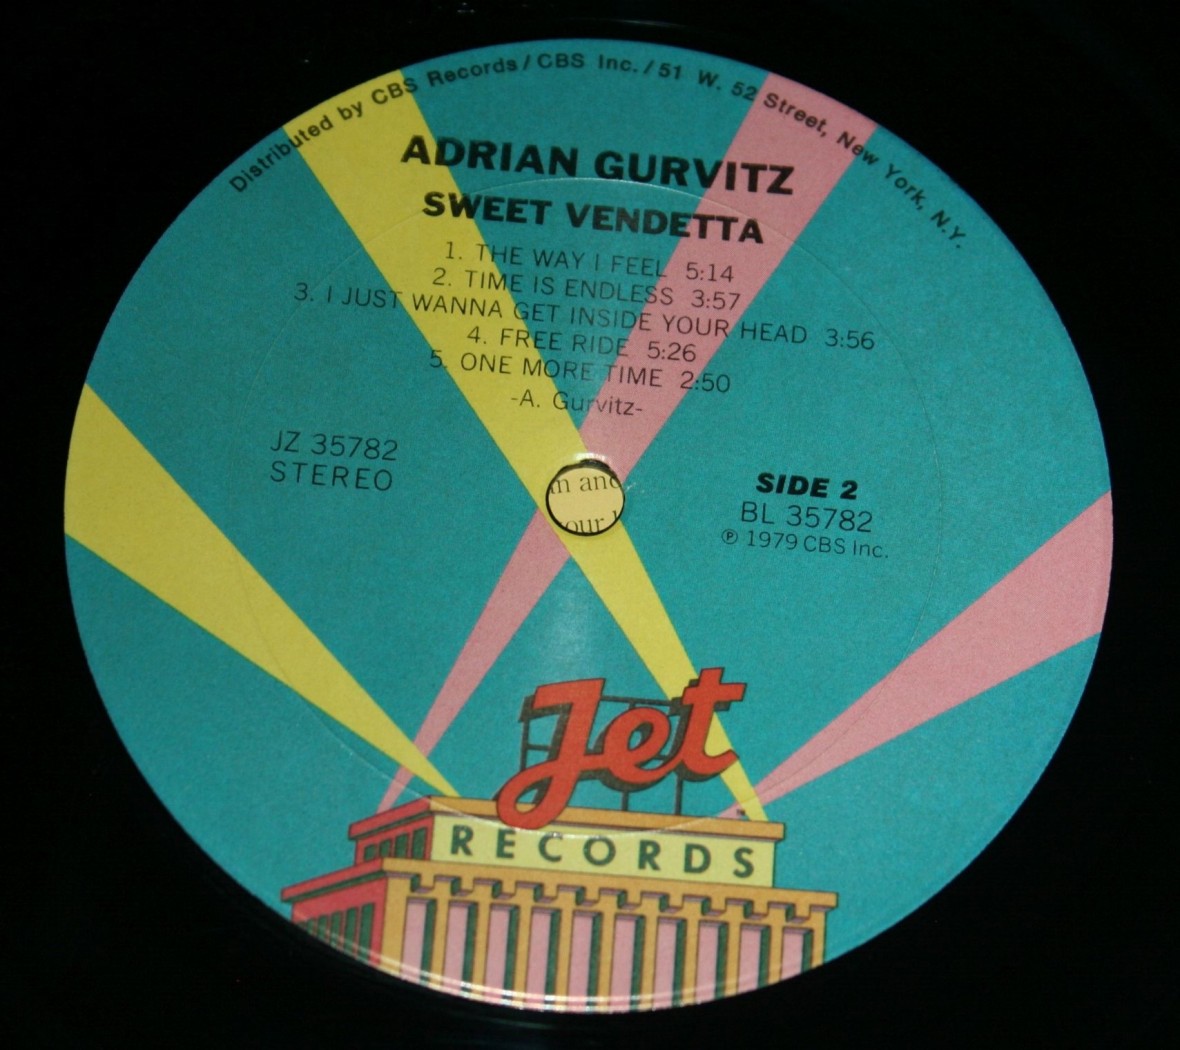 Distributed by CBS Records / CBS Inc. / 51 W. 52 Street, New York, N.Y.
ADRIAN GURVITZ
SWEET VENDETTA
1. THE WAY I FEEL 5:14
2. TIME IS ENDLESS 3:57
3. I JUST WANNA GET INSIDE YOUR HEAD 3:56
4. FREE RIDE 5:26
5. ONE MORE TIME 2:50
-A. Gurvitz-
JZ 35782
STEREO
SIDE 2
BL 35782
℗ 1979 CBS Inc.
and
our
Jet
™
RECORDS